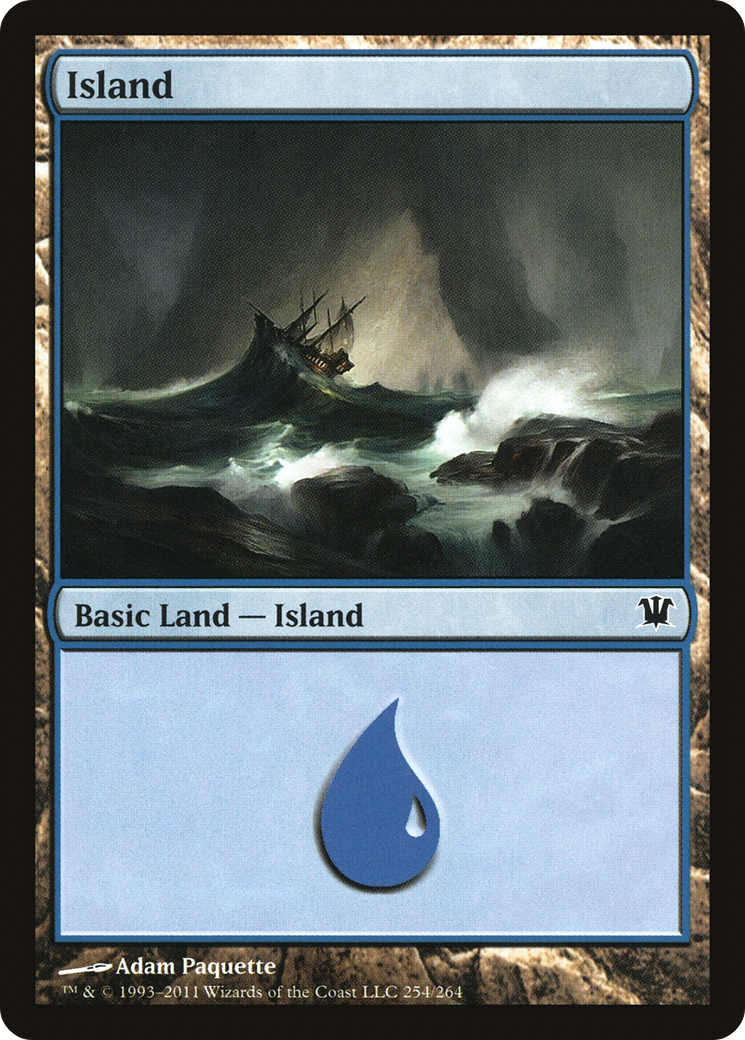 Island
Basic Land — Island
Adam Paquette
™ & © 1993–2011 Wizards of the Coast LLC 254/264